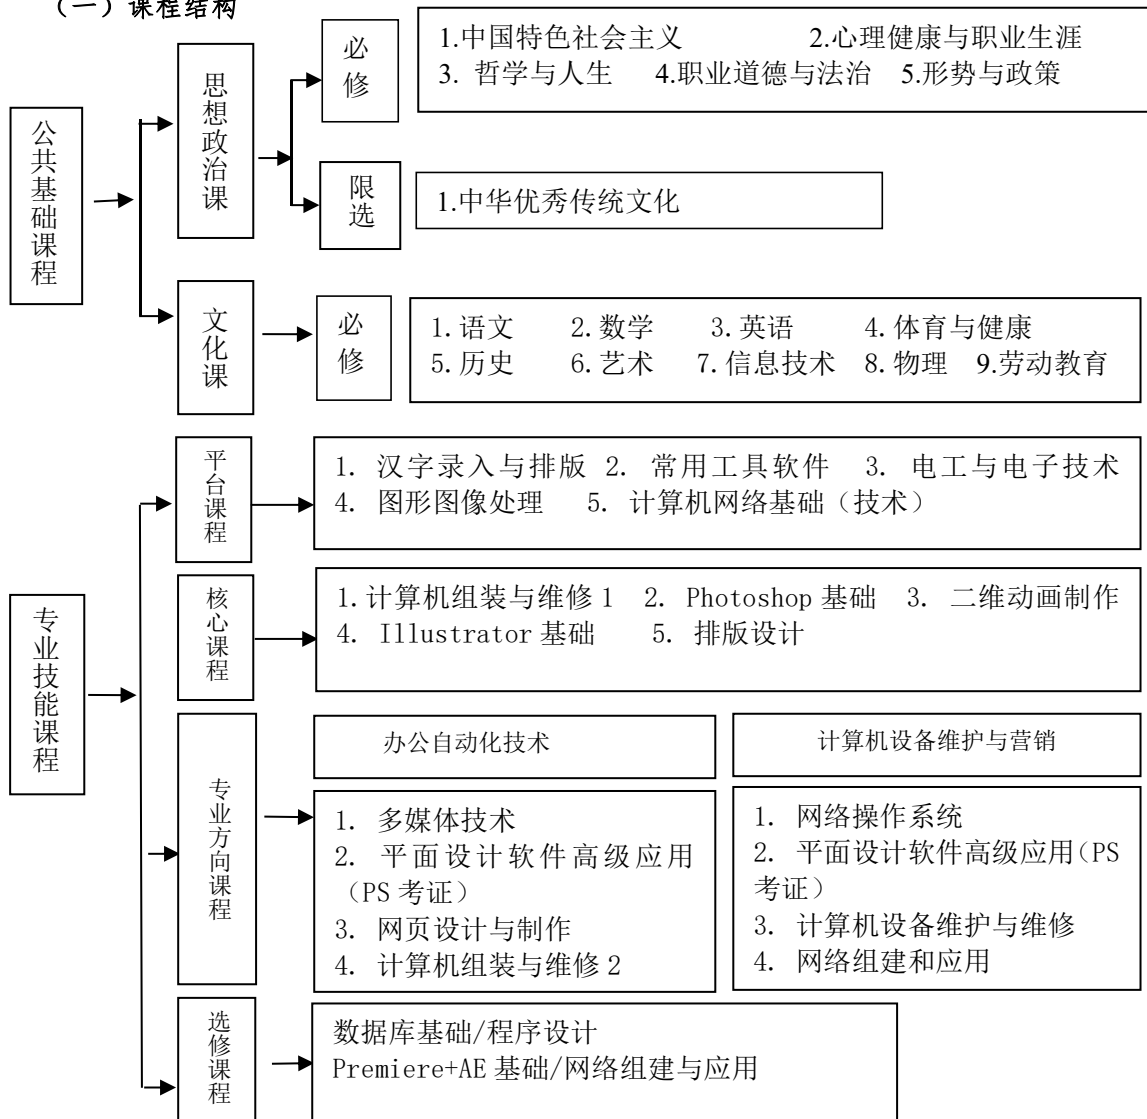 （一）课程结构
公共基础课程
思想政治课
必修
1.中国特色社会主义 2.心理健康与职业生涯
3. 哲学与人生 4.职业道德与法治 5.形势与政策
限选
1.中华优秀传统文化
文化课
必修
1.语文 2.数学 3.英语 4.体育与健康
5.历史 6.艺术 7.信息技术 8.物理 9.劳动教育
专业技能课程
平台课程
1. 汉字录入与排版 2. 常用工具软件 3. 电工与电子技术
4. 图形图像处理 5. 计算机网络基础（技术）
核心课程
1.计算机组装与维修 1 2. Photoshop 基础 3. 二维动画制作
4. Illustrator 基础 5. 排版设计
专业方向课程
办公自动化技术
1. 多媒体技术
2. 平面设计软件高级应用
（PS 考证）
3. 网页设计与制作
4. 计算机组装与维修 2
计算机设备维护与营销
1. 网络操作系统
2. 平面设计软件高级应用（PS
考证）
3. 计算机设备维护与维修
4. 网络组建和应用
选修课程
数据库基础/程序设计
Premiere+AE 基础/网络组建与应用